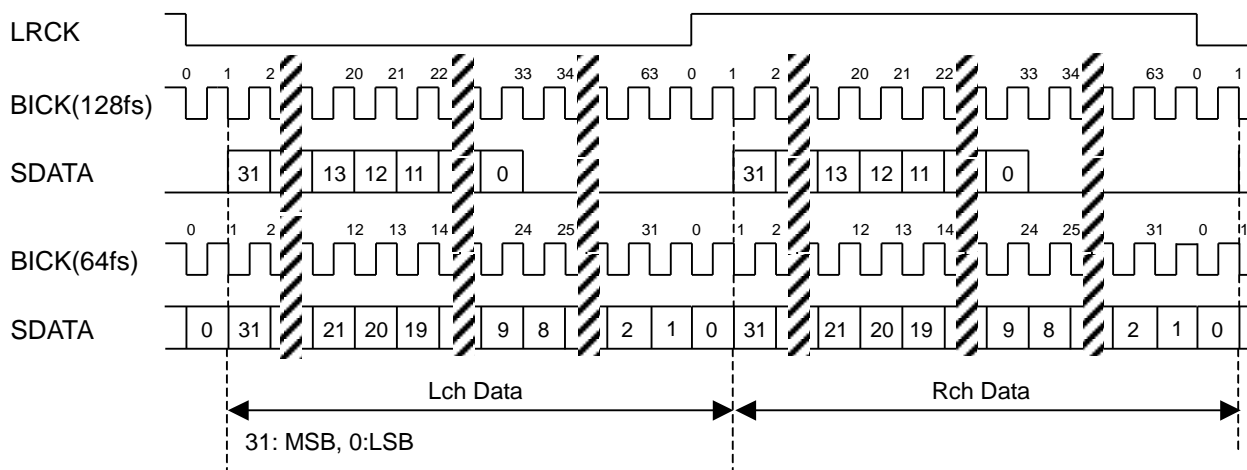 LRCK
0 1 2 20 21 22 33 34 63 0 1 2 20 21 22 33 34 63 0 1
BICK(128fs)
SDATA 31 13 12 11 0 31 13 12 11 0
0 1 2 12 13 14 24 25 31 0 1 2 12 13 14 24 25 31 0 1
BICK(64fs)
SDATA 0 31 21 20 19 9 8 2 1 0 31 21 20 19 9 8 2 1 0
Lch Data Rch Data
31: MSB, 0:LSB